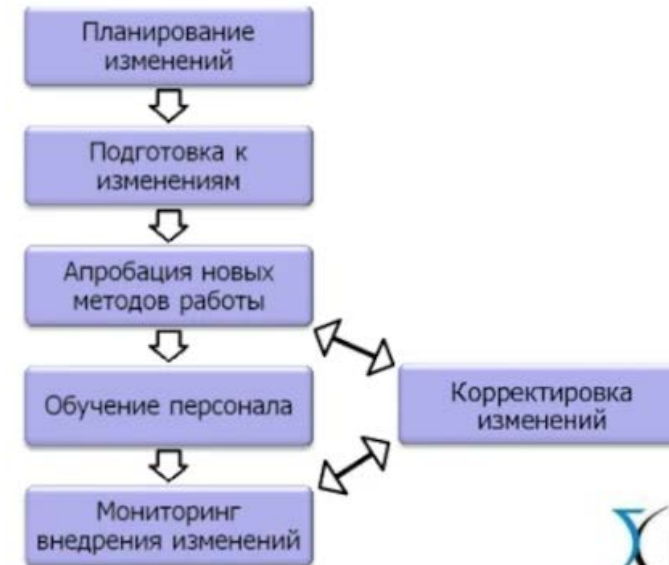 Планирование
изменений
Подготовка к
изменениям
Апробация новых
методов работы
Обучение персонала
Корректировка
изменений
Мониторинг
внедрения изменений